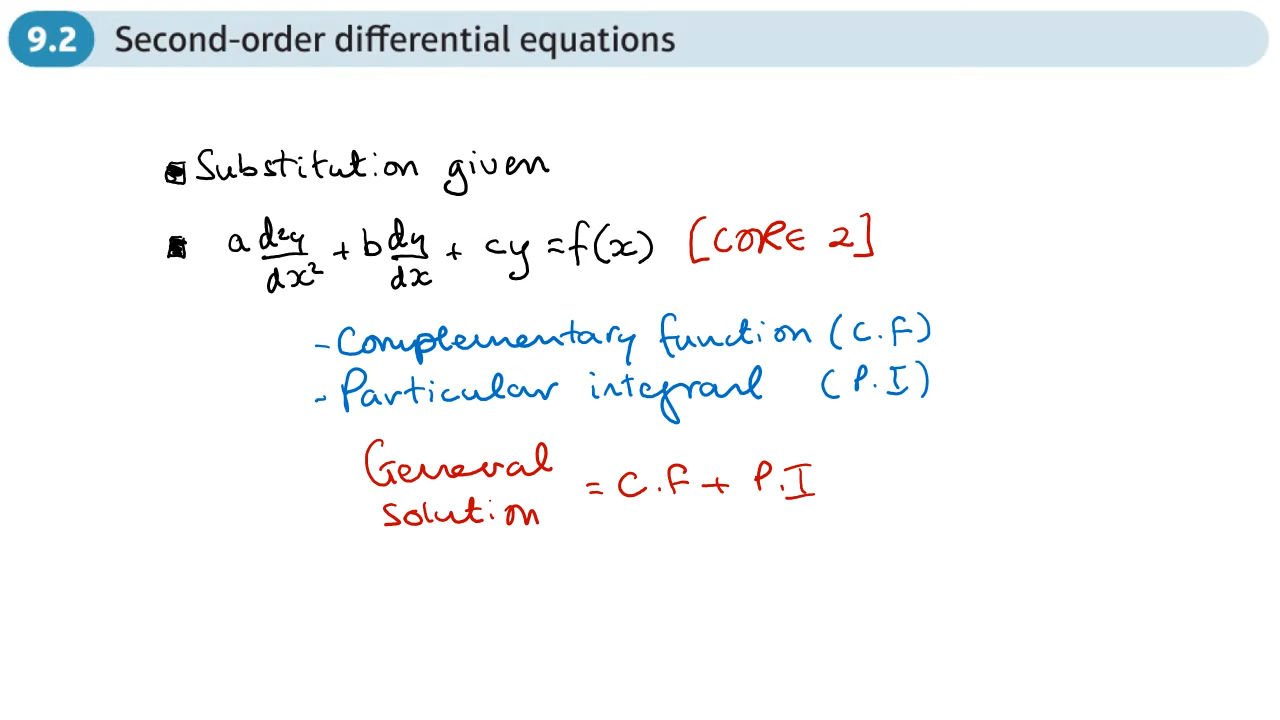 9.2 Second-order differential equations
Substitution given
a d²y/dx² + b dy/dx + cy = f(x) [CORE 2]
- Complementary function (C.F)
- Particular integral (P.I)
General solution = C.F + P.I